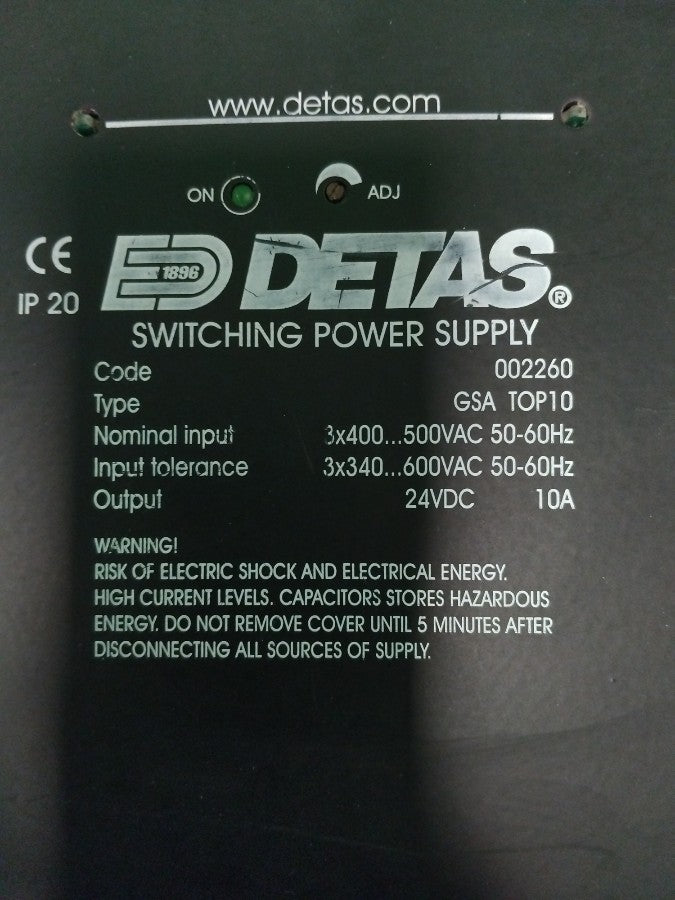 www.detas.com
ON ADJ
CE
ED 1896 DETAS®
IP 20
SWITCHING POWER SUPPLY
Code 002260
Type GSA TOP10
Nominal input 3x400...500VAC 50-60Hz
Input tolerance 3x340...600VAC 50-60Hz
Output 24VDC 10A
WARNING!
RISK OF ELECTRIC SHOCK AND ELECTRICAL ENERGY.
HIGH CURRENT LEVELS. CAPACITORS STORES HAZARDOUS
ENERGY. DO NOT REMOVE COVER UNTIL 5 MINUTES AFTER
DISCONNECTING ALL SOURCES OF SUPPLY.